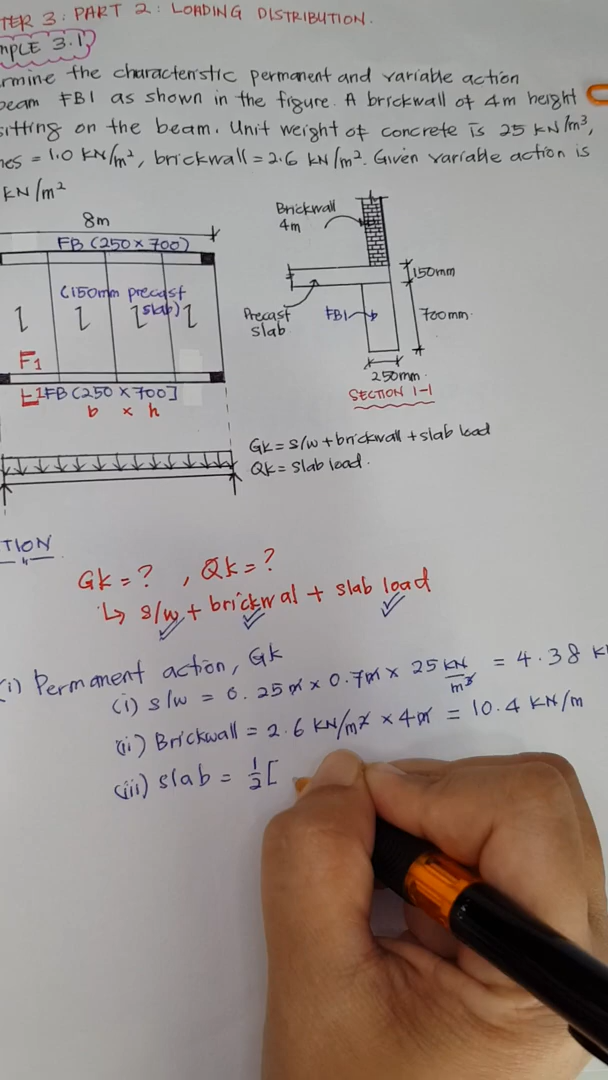 TER 3: PART 2: LOADING DISTRIBUTION.
MPLE 3.1
rmine the characteristic permanent and variable action
beam FB1 as shown in the figure. A brickwall of 4m height
sitting on the beam. Unit weight of concrete is 25 kN/m³,
hes = 1.0 kN/m², brickwall = 2.6 kN/m². Given variable action is
kN/m²
8m
FB (250 x 700)
(150mm precast
slab)
F1
FB (250 x 700]
b x h
Brickwall
4m
150mm
Precast
slab
FB1
700mm
250mm
SECTION 1-1
Gk = s/w + brickwall + slab load
Qk = slab load.
TION
Gk = ? , Qk = ?
↳ s/w + brickwal + slab load
(i) Permanent action, Gk
(i) s/w = 0.25m x 0.7m x 25 kN/m³ = 4.38 k
(ii) Brickwall = 2.6 kN/m² x 4m = 10.4 kN/m
(iii) slab = 1/2 [